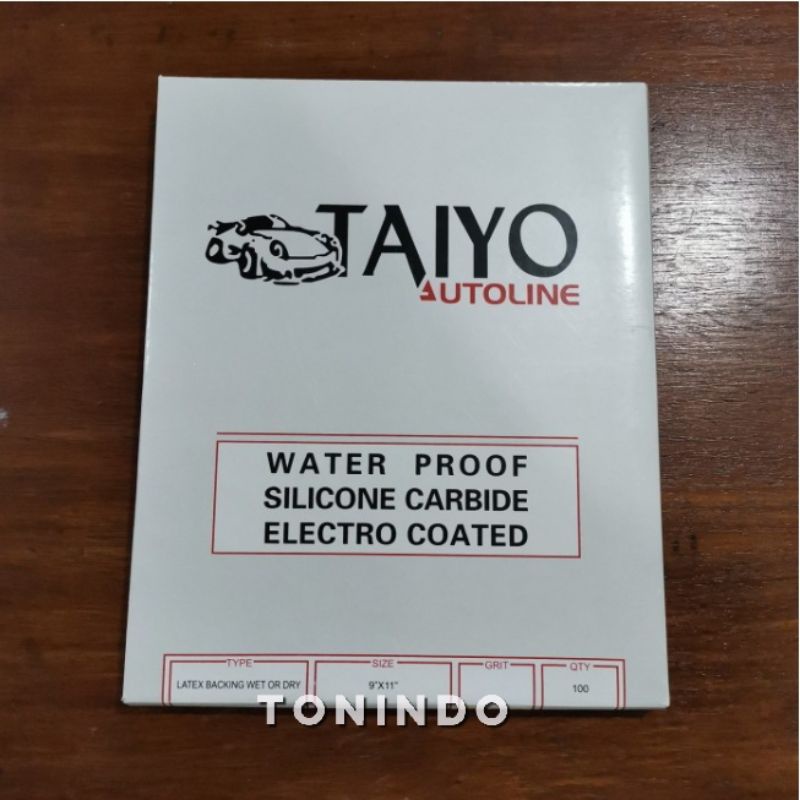 TAIYO
AUTOLINE
WATER PROOF
SILICONE CARBIDE
ELECTRO COATED
TYPE SIZE GRIT QTY
LATEX BACKING WET OR DRY 9"X11" 100
TONINDO